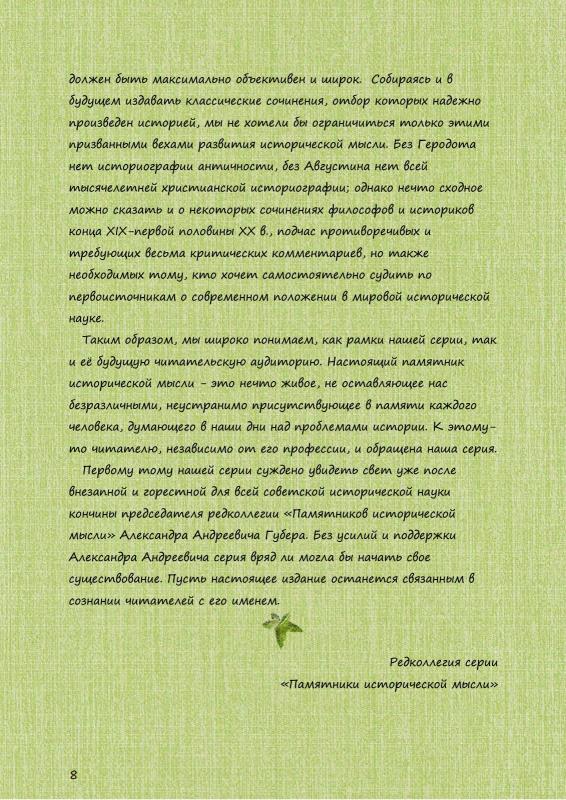 должен быть максимально объективен и широк. Собираясь и в
будущем издавать классические сочинения, отбор которых надежно
произведен историей, мы не хотели бы ограничиться только этими
призванными вехами развития исторической мысли. Без Геродота
нет историографии античности, без Августина нет всей
тысячелетней христианской историографии; однако нечто сходное
можно сказать и о некоторых сочинениях философов и историков
конца XIX-первой половины XX в., подчас противоречивых и
требующих весьма критических комментариев, но также
необходимых тому, кто хочет самостоятельно судить по
первоисточникам о современном положении в мировой исторической
науке.
Таким образом, мы широко понимаем, как рамки нашей серии, так
и её будущую читательскую аудиторию. Настоящий памятник
исторической мысли - это нечто живое, не оставляющее нас
безразличными, неустранимо присутствующее в памяти каждого
человека, думающего в наши дни над проблемами истории. К этому-
то читателю, независимо от его профессии, и обращена наша серия.
Первому тому нашей серии суждено увидеть свет уже после
внезапной и горестной для всей советской исторической науки
кончины председателя редколлегии «Памятников исторической
мысли» Александра Андреевича Губера. Без усилий и поддержки
Александра Андреевича серия вряд ли могла бы начать свое
существование. Пусть настоящее издание останется связанным в
сознании читателей с его именем.
Редколлегия серии
«Памятники исторической мысли»
8